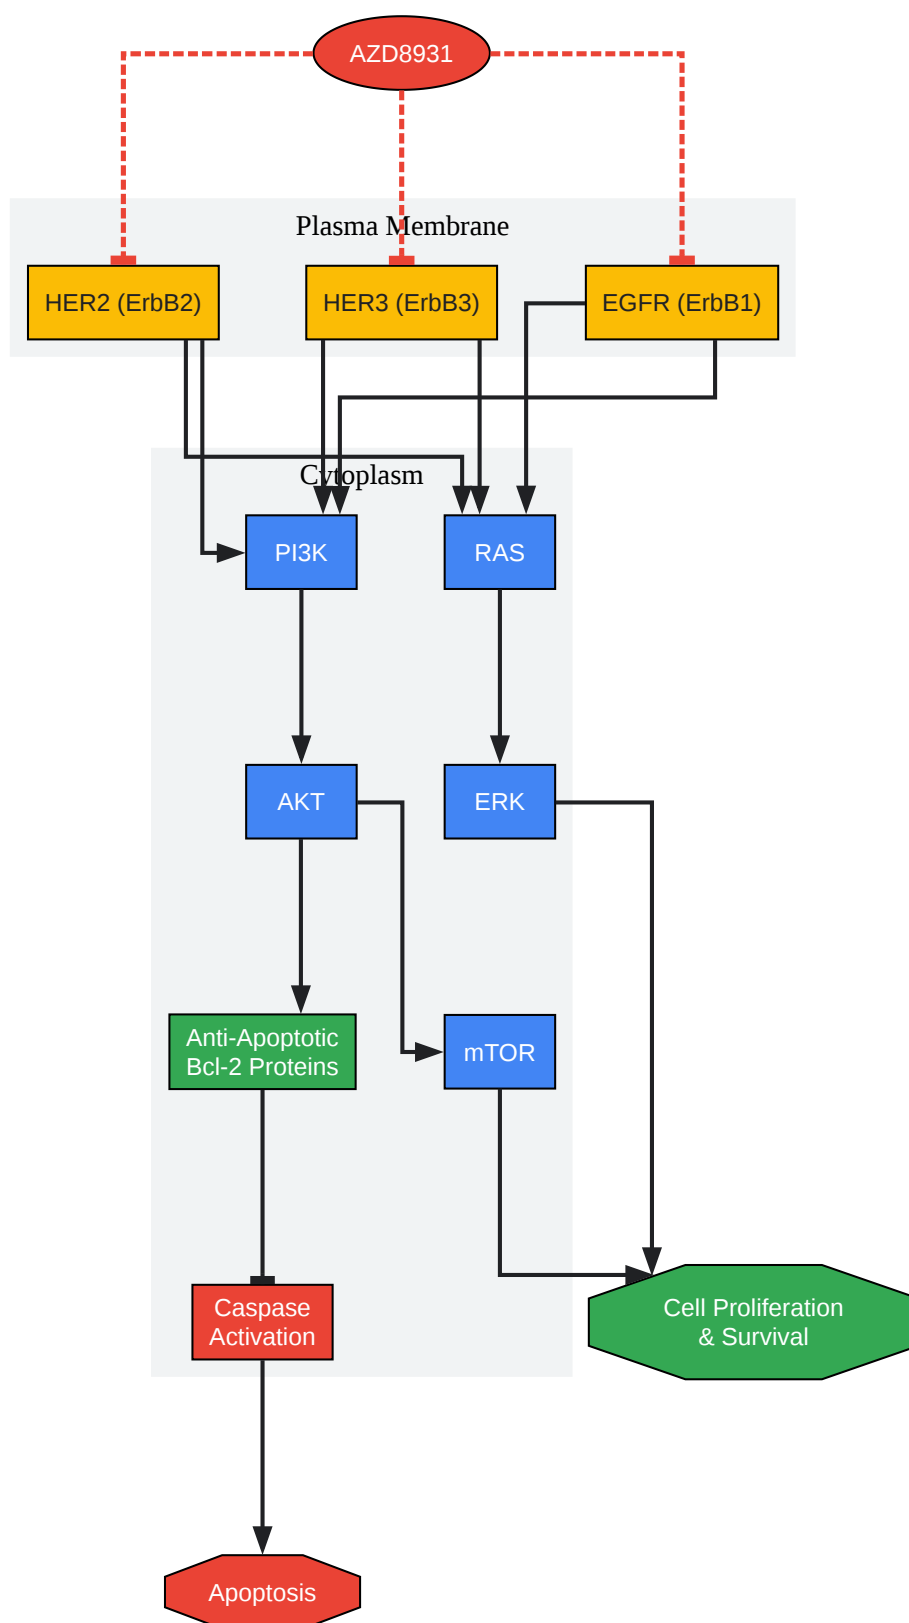 AZD8931
Plasma Membrane
HER2 (ErbB2)
HER3 (ErbB3)
EGFR (ErbB1)
Cytoplasm
PI3K
RAS
AKT
ERK
Anti-Apoptotic
Bcl-2 Proteins
mTOR
Caspase
Activation
Cell Proliferation
& Survival
Apoptosis